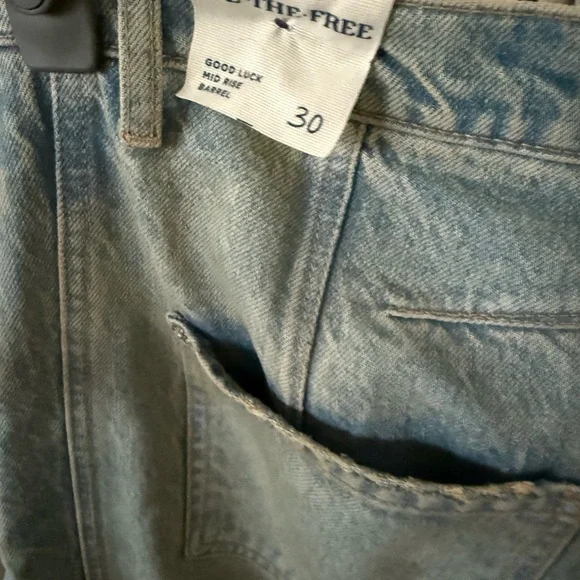 THE·FREE
GOOD LUCK
MID RISE
BARREL
30